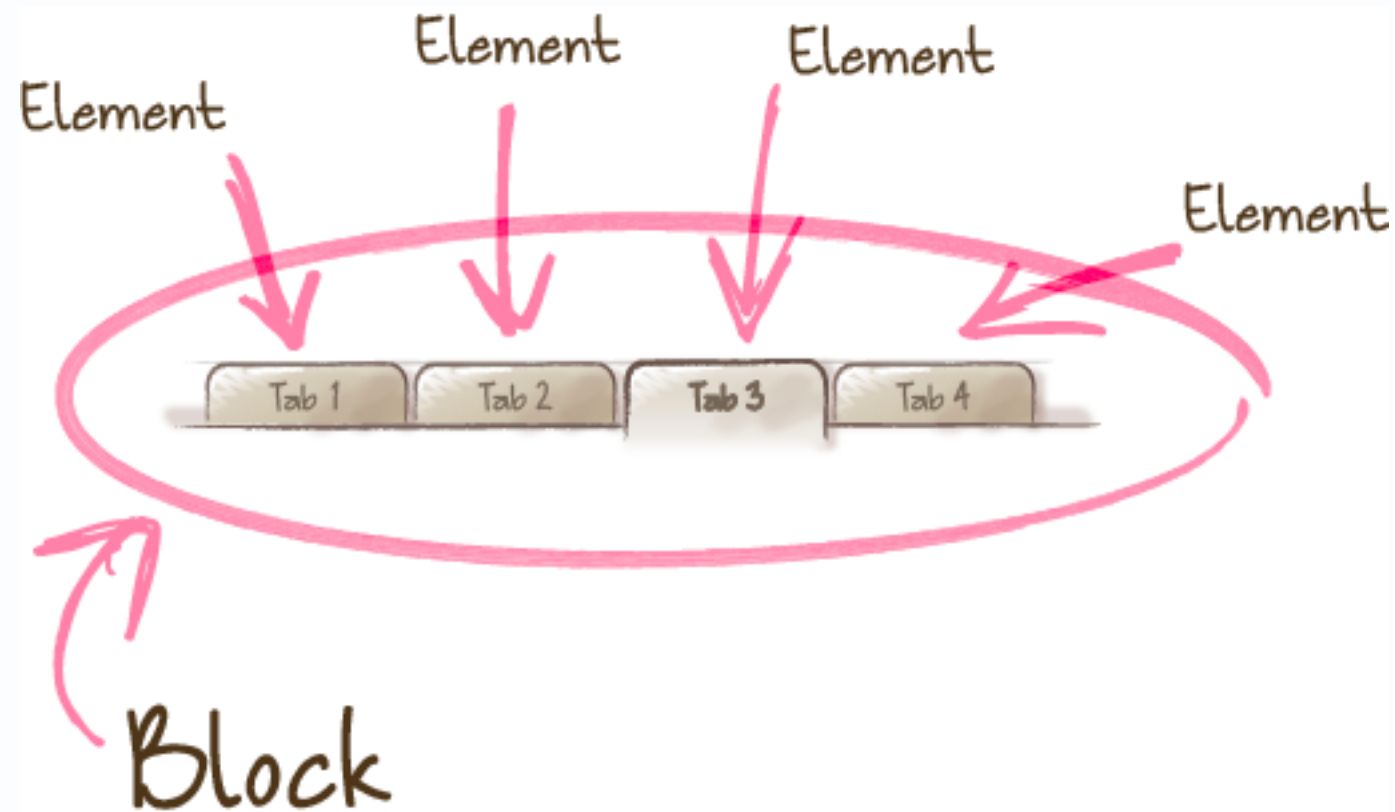 Element
Element
Element
Element
Tab 1
Tab 2
Tab 3
Tab 4
Block